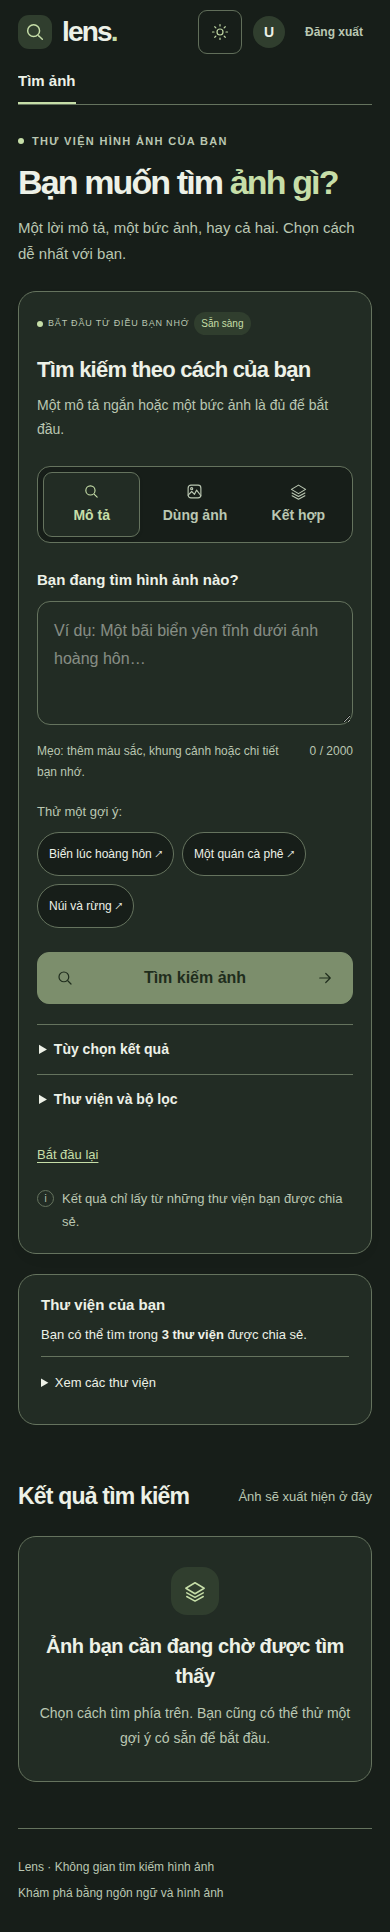 lens.
U
Đăng xuất
Tìm ảnh
THƯ VIỆN HÌNH ẢNH CỦA BẠN
Bạn muốn tìm ảnh gì?
Một lời mô tả, một bức ảnh, hay cả hai. Chọn cách
dễ nhất với bạn.
BẮT ĐẦU TỪ ĐIỀU BẠN NHỚ
Sẵn sàng
Tìm kiếm theo cách của bạn
Một mô tả ngắn hoặc một bức ảnh là đủ để bắt
đầu.
Mô tả
Dùng ảnh
Kết hợp
Bạn đang tìm hình ảnh nào?
Ví dụ: Một bãi biển yên tĩnh dưới ánh
hoàng hôn…
Mẹo: thêm màu sắc, khung cảnh hoặc chi tiết
bạn nhớ.
0 / 2000
Thử một gợi ý:
Biển lúc hoàng hôn ↗
Một quán cà phê ↗
Núi và rừng ↗
Tìm kiếm ảnh
Tùy chọn kết quả
Thư viện và bộ lọc
Bắt đầu lại
i
Kết quả chỉ lấy từ những thư viện bạn được chia
sẻ.
Thư viện của bạn
Bạn có thể tìm trong 3 thư viện được chia sẻ.
Xem các thư viện
Kết quả tìm kiếm
Ảnh sẽ xuất hiện ở đây
Ảnh bạn cần đang chờ được tìm
thấy
Chọn cách tìm phía trên. Bạn cũng có thể thử một
gợi ý có sẵn để bắt đầu.
Lens · Không gian tìm kiếm hình ảnh
Khám phá bằng ngôn ngữ và hình ảnh